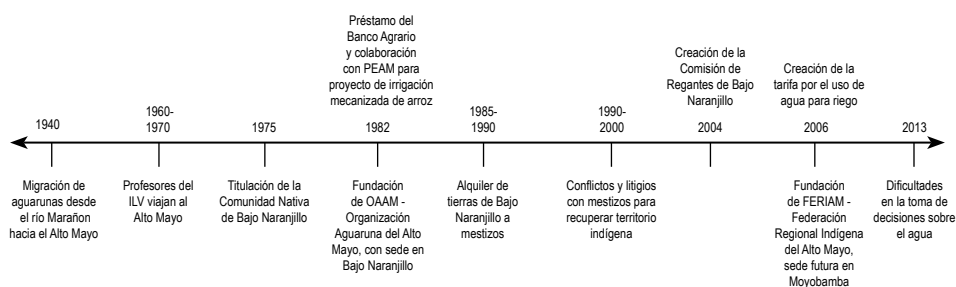 Préstamo del
Banco Agrario
y colaboración
con PEAM para
proyecto de irrigación
mecanizada de arroz
Creación de la
Comisión de
Regantes de Bajo
Naranjillo
Creación de la
tarifa por el uso de
agua para riego
1940
1960-
1970
1975
1982
1985-
1990
1990-
2000
2004
2006
2013
Migración de
aguarunas desde
el río Marañon
hacia el Alto Mayo
Profesores del
ILV viajan al
Alto Mayo
Titulación de la
Comunidad Nativa
de Bajo Naranjillo
Fundación
de OAAM -
Organización
Aguaruna del Alto
Mayo, con sede en
Bajo Naranjillo
Alquiler de
tierras de Bajo
Naranjillo a
mestizos
Conflictos y litigios
con mestizos para
recuperar territorio
indígena
Fundación
de FERIAM -
Federación
Regional Indígena
del Alto Mayo,
sede futura en
Moyobamba
Dificultades
en la toma de
decisiones sobre
el agua